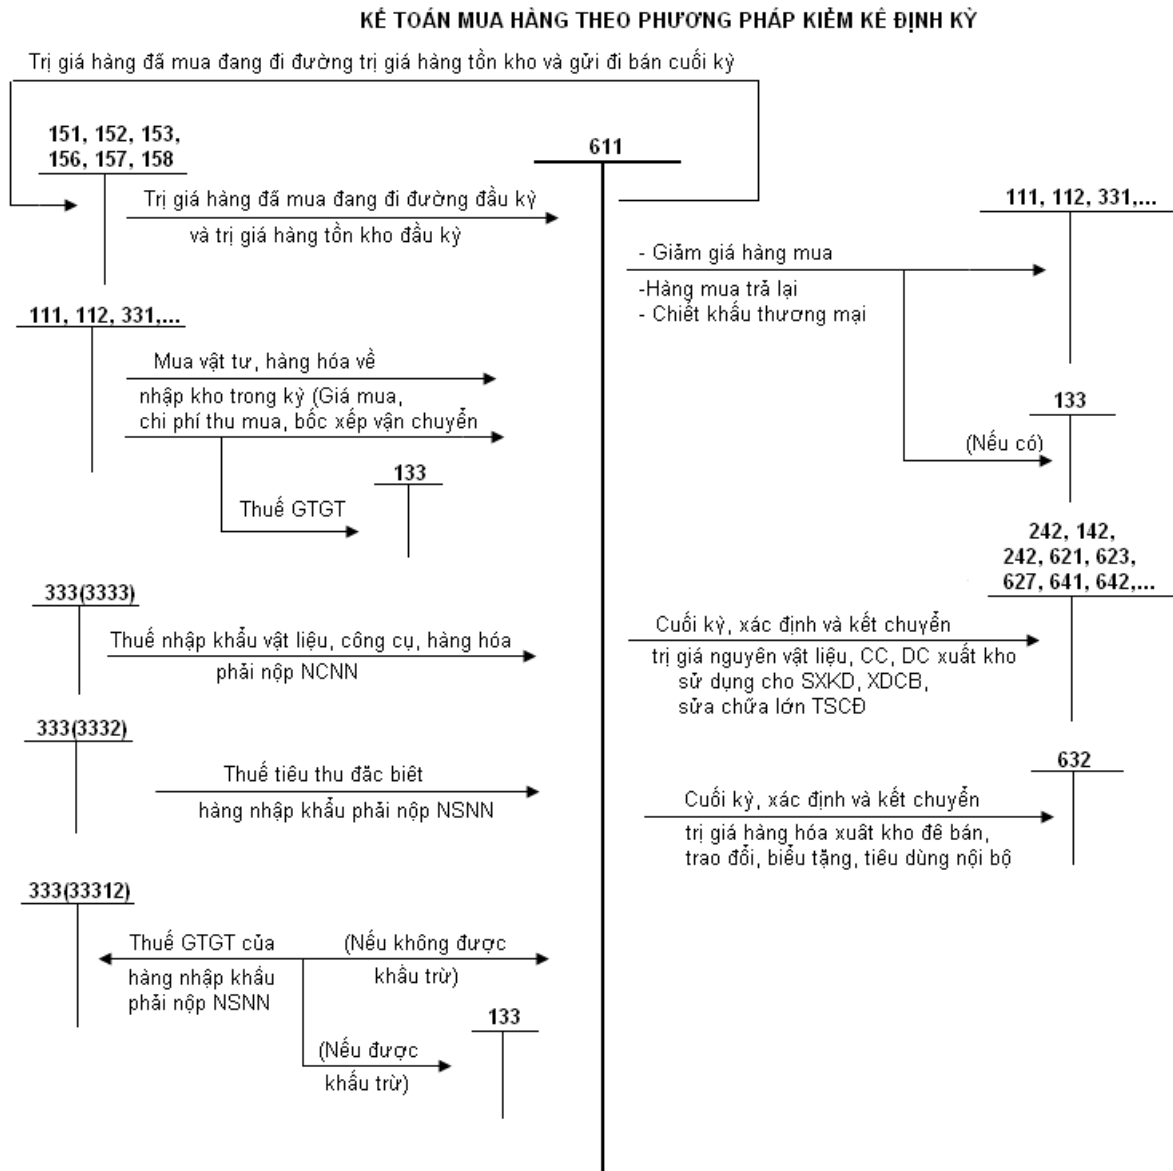 KẾ TOÁN MUA HÀNG THEO PHƯƠNG PHÁP KIỂM KÊ ĐỊNH KỲ
Trị giá hàng đã mua đang đi đường trị giá hàng tồn kho và gửi đi bán cuối kỳ
151, 152, 153,
156, 157, 158
611
Trị giá hàng đã mua đang đi đường đầu kỳ
và trị giá hàng tồn kho đầu kỳ
111, 112, 331,...
- Giảm giá hàng mua
-Hàng mua trả lại
- Chiết khấu thương mại
111, 112, 331,...
Mua vật tư, hàng hóa về
nhập kho trong kỳ (Giá mua,
chi phí thu mua, bốc xếp vận chuyển
133
(Nếu có)
133
Thuế GTGT
242, 142,
242, 621, 623,
627, 641, 642,...
333(3333)
Thuế nhập khẩu vật liệu, công cụ, hàng hóa
phải nộp NCNN
Cuối kỳ, xác định và kết chuyển
trị giá nguyên vật liệu, CC, DC xuất kho
sử dụng cho SXKD, XDCB,
sửa chữa lớn TSCĐ
333(3332)
Thuế tiêu thu đăc biêt
hàng nhập khẩu phải nộp NSNN
632
Cuối kỳ, xác định và kết chuyển
trị giá hàng hóa xuât kho đê bán,
trao đổi, biểu tặng, tiêu dùng nội bộ
333(33312)
Thuế GTGT của
hàng nhập khẩu
phải nộp NSNN
(Nếu không được
khấu trừ)
133
(Nếu được
khấu trừ)